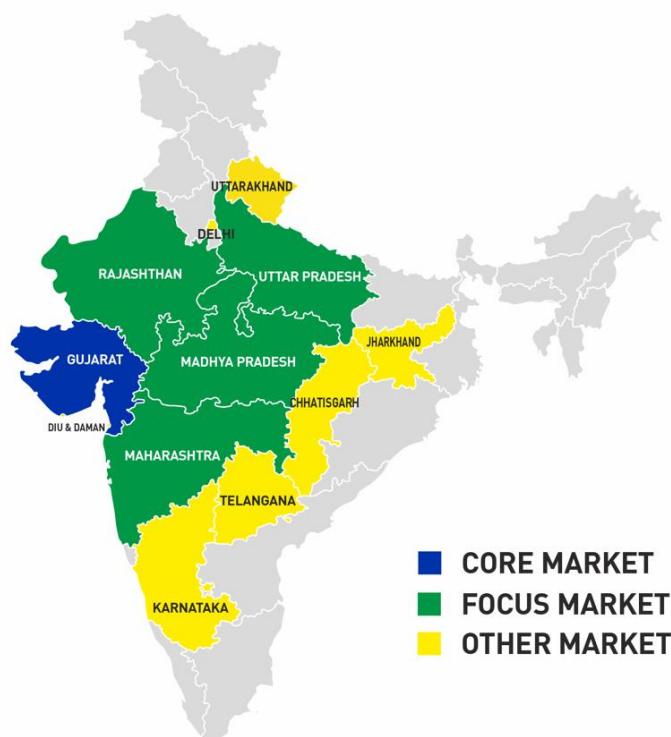 UTTARAKHAND
DELHI
RAJASHTHAN
UTTAR PRADESH
GUJARAT
MADHYA PRADESH
JHARKHAND
CHHATISGARH
DIU & DAMAN
MAHARASHTRA
TELANGANA
KARNATAKA
CORE MARKET
FOCUS MARKET
OTHER MARKET